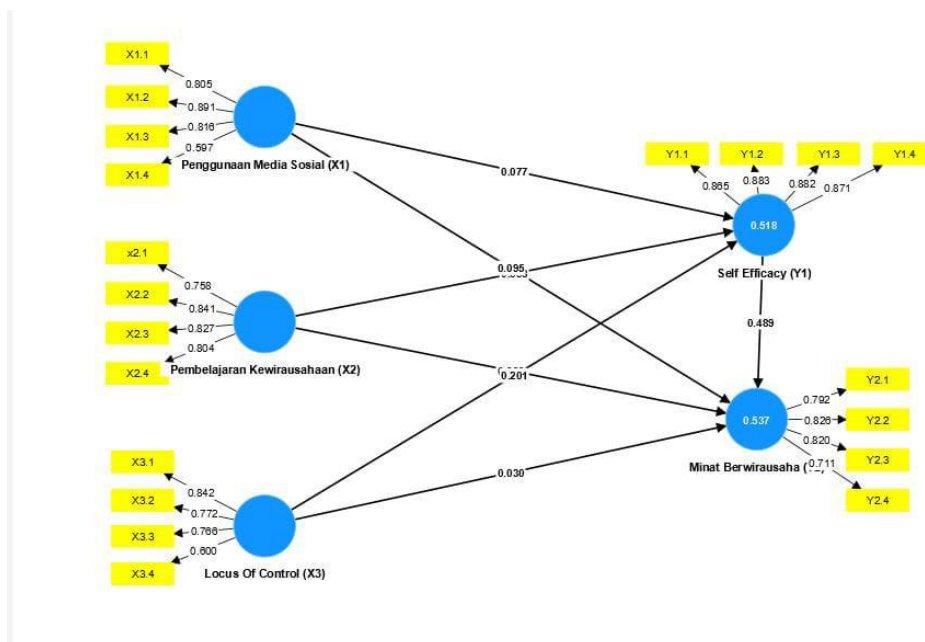 X1.1
0.805
X1.2
0.891
X1.3
0.816
X1.4
0.597
Penggunaan Media Sosial (X1)
x2.1
0.758
X2.2
0.841
X2.3
0.827
X2.4
0.804
Pembelajaran Kewirausahaan (X2)
X3.1
0.842
X3.2
0.772
X3.3
0.766
X3.4
0.600
Locus Of Control (X3)
0.077
0.095
0.201
0.030
Y1.1
Y1.2
Y1.3
Y1.4
0.865
0.883
0.882
0.871
0.518
Self Efficacy (Y1)
0.489
0.537
Minat Berwirausaha
Y2.1
0.792
Y2.2
0.826
Y2.3
0.820
Y2.4
0.711